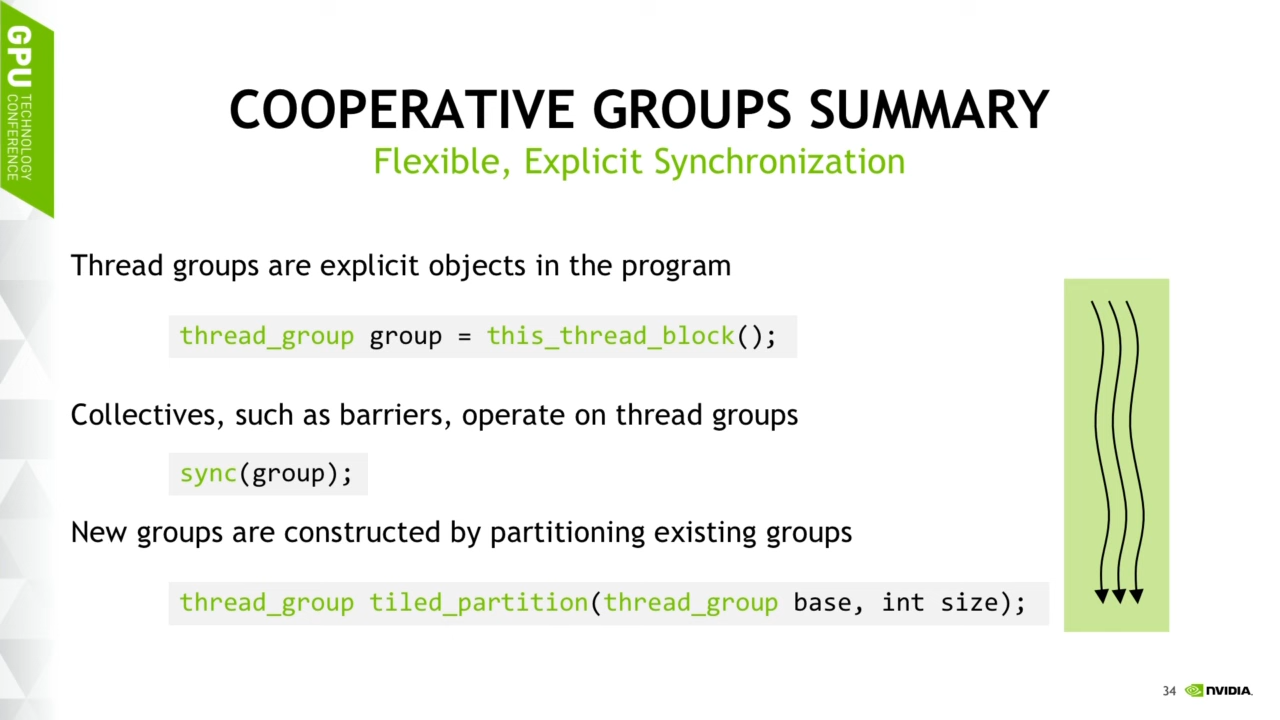 GPU TECHNOLOGY
CONFERENCE
COOPERATIVE GROUPS SUMMARY
Flexible, Explicit Synchronization
Thread groups are explicit objects in the program
thread_group group = this_thread_block();
Collectives, such as barriers, operate on thread groups
sync(group);
New groups are constructed by partitioning existing groups
thread_group tiled_partition(thread_group base, int size);
34 NVIDIA.